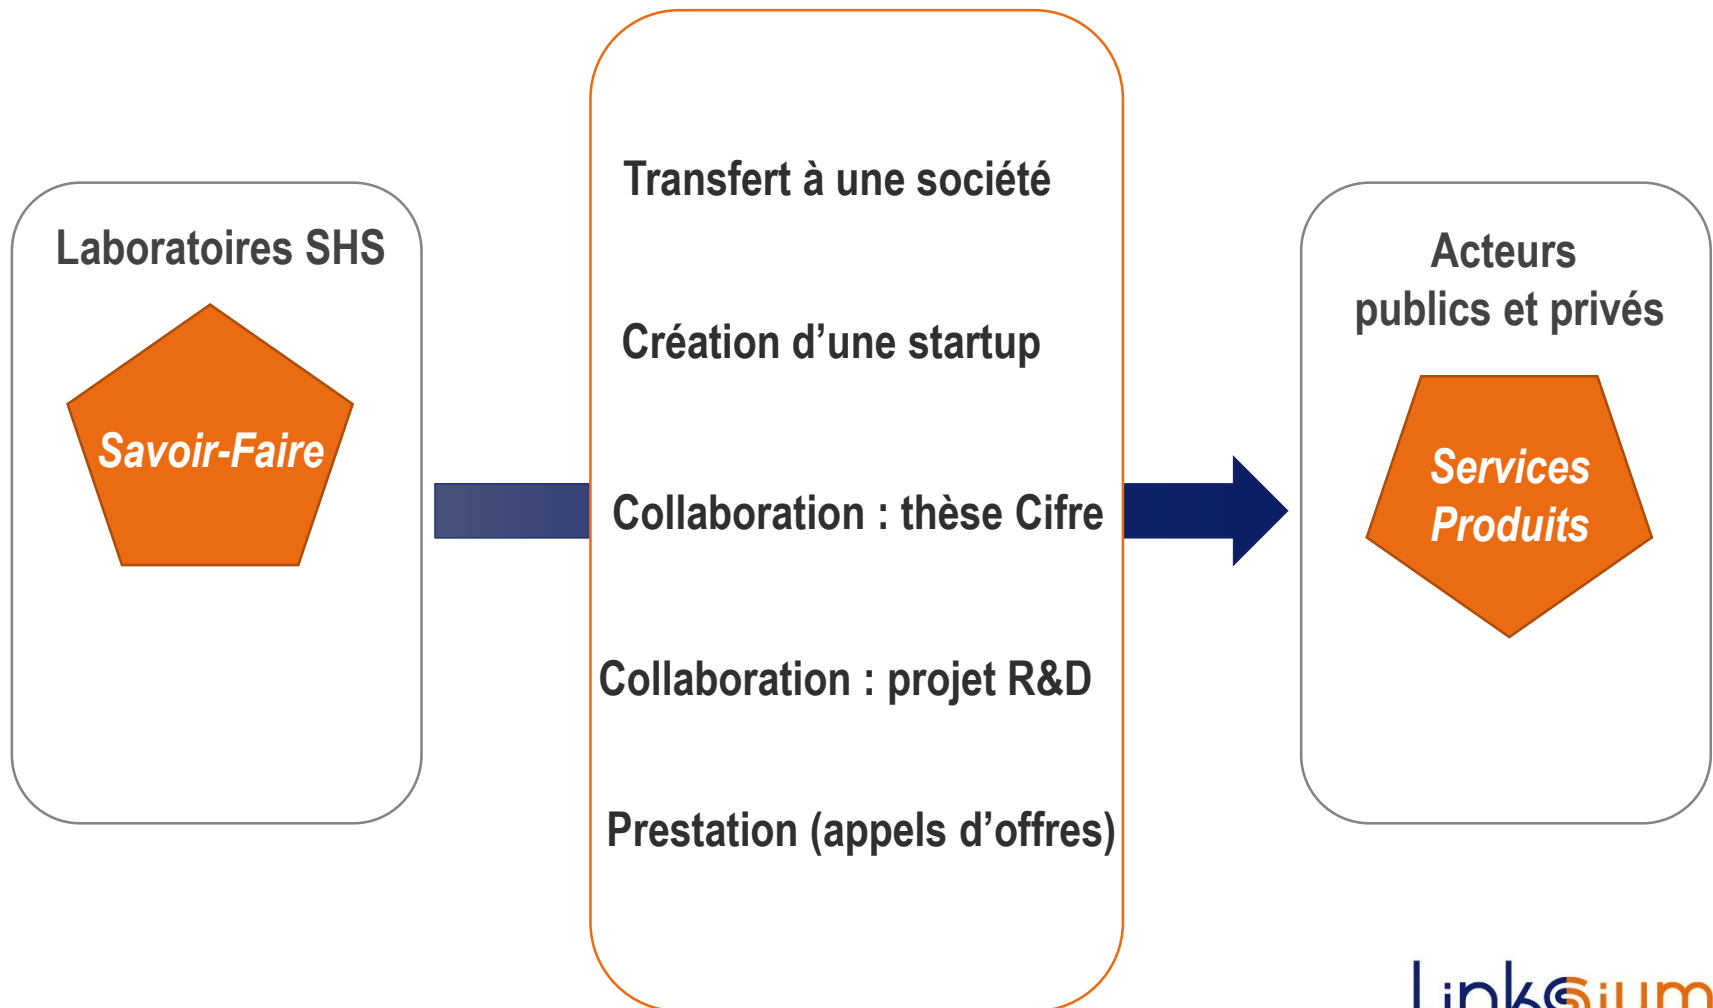 Laboratoires SHS
Savoir-Faire
Transfert à une société
Création d’une startup
Collaboration : thèse Cifre
Collaboration : projet R&D
Prestation (appels d’offres)
Acteurs
publics et privés
Services
Produits
Linksium